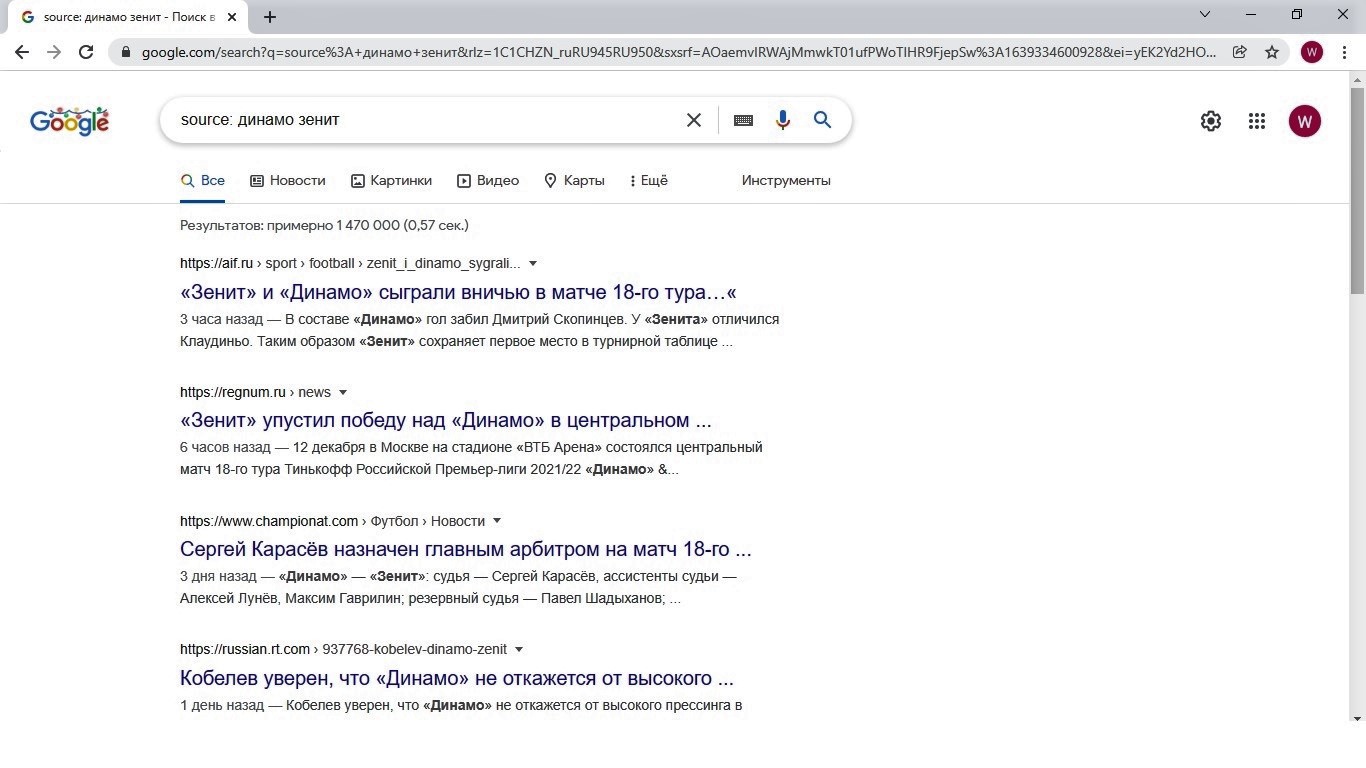 source: динамо зенит - Поиск в
google.com/search?q=source%3A+динамо+зенит&rlz=1C1CHZN_ruRU945RU950&sxsrf=AOaemvIRWAjMmwkT01ufPWoTIHR9FjepSw%3A1639334600928&ei=yEK2Yd2HO...
W
Google
source: динамо зенит
W
Все
Новости
Картинки
Видео
Карты
Ещё
Инструменты
Результатов: примерно 1 470 000 (0,57 сек.)
https://aif.ru › sport › football › zenit_i_dinamo_sygrali...
«Зенит» и «Динамо» сыграли вничью в матче 18-го тура…«
3 часа назад — В составе «Динамо» гол забил Дмитрий Скопинцев. У «Зенита» отличился
Клаудиньо. Таким образом «Зенит» сохраняет первое место в турнирной таблице ...
https://regnum.ru › news
«Зенит» упустил победу над «Динамо» в центральном ...
6 часов назад — 12 декабря в Москве на стадионе «ВТБ Арена» состоялся центральный
матч 18-го тура Тинькофф Российской Премьер-лиги 2021/22 «Динамо» &...
https://www.championat.com › Футбол › Новости
Сергей Карасёв назначен главным арбитром на матч 18-го ...
3 дня назад — «Динамо» — «Зенит»: судья — Сергей Карасёв, ассистенты судьи —
Алексей Лунёв, Максим Гаврилин; резервный судья — Павел Шадыханов; ...
https://russian.rt.com › 937768-kobelev-dinamo-zenit
Кобелев уверен, что «Динамо» не откажется от высокого ...
1 день назад — Кобелев уверен, что «Динамо» не откажется от высокого прессинга в